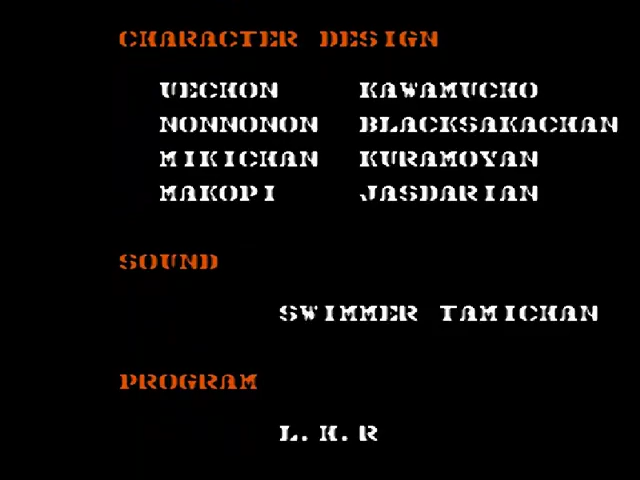 CHARACTER DESIGN
UECHON KAWAMUCHO
NONNONON BLACKSAKACHAN
MIKICHAN KURAMOYAN
MAKOPI JASDARIAN
SOUND
SWIMMER TAMICHAN
PROGRAM
L.H.R